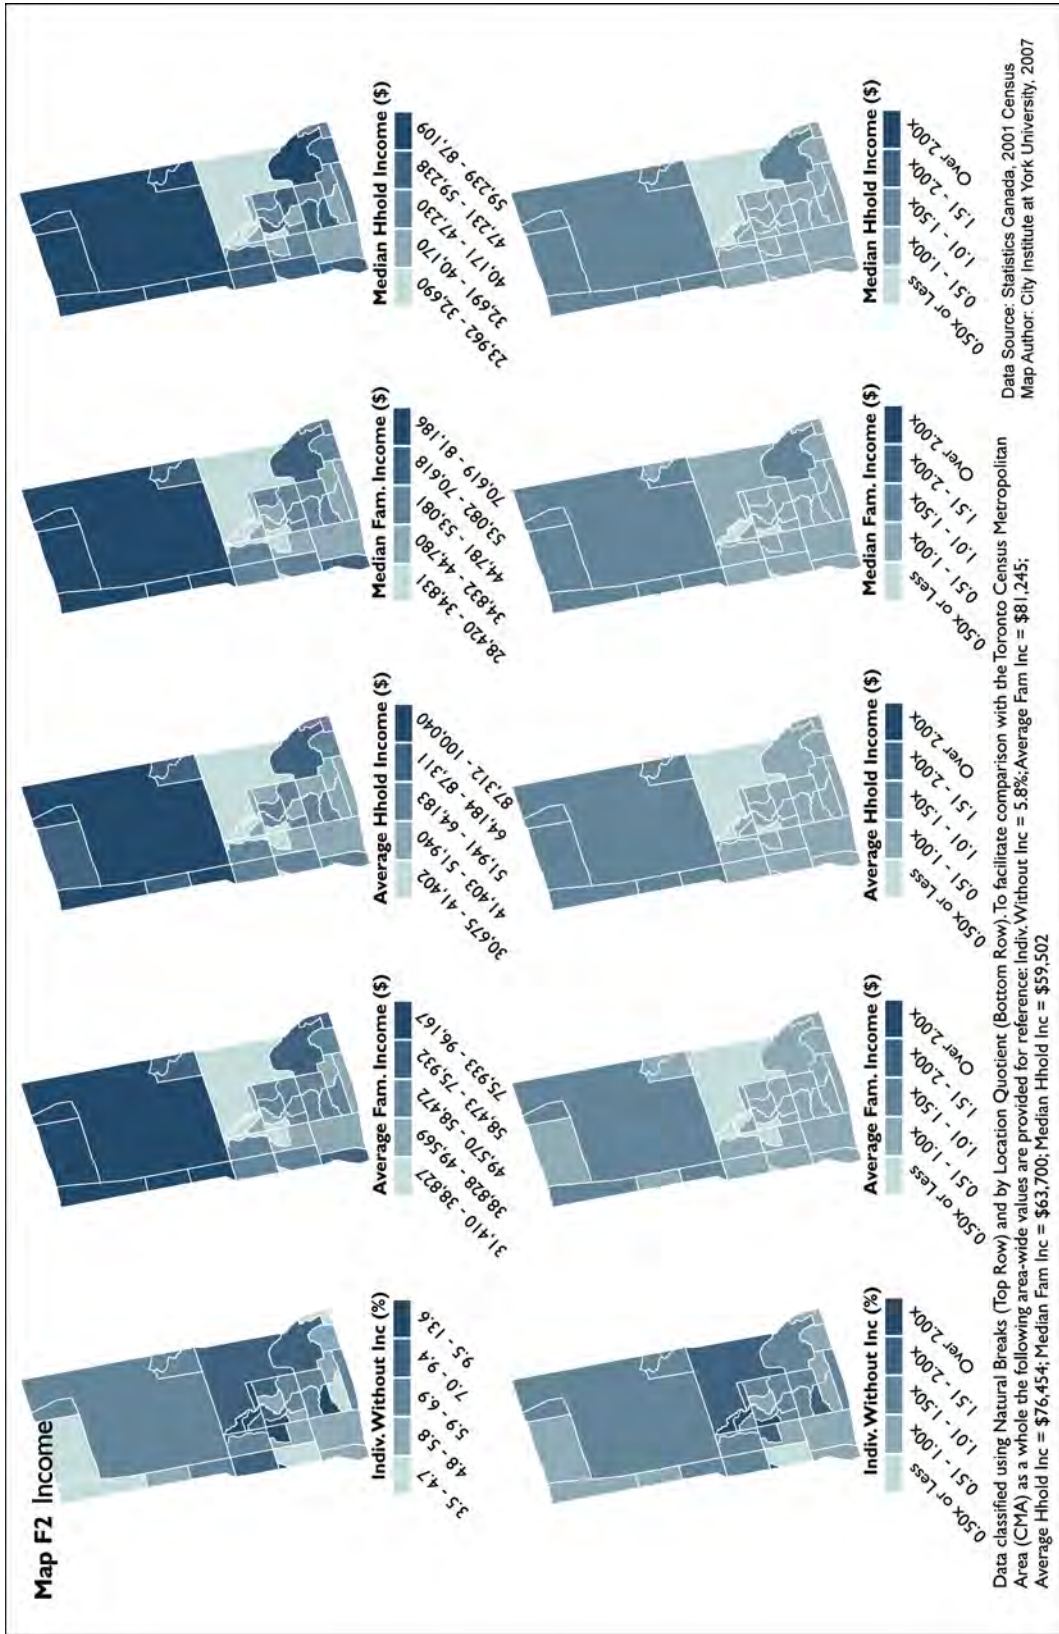 Map F2 Income
Indiv. Without Inc (%)
3.5 - 4.7
4.8 - 5.8
5.9 - 6.9
7.0 - 9.4
9.5 - 13.6
Average Fam. Income ($)
31,410 - 38,827
38,828 - 49,569
49,570 - 58,472
58,473 - 75,932
75,933 - 96,167
Average Hhold Income ($)
30,675 - 41,402
41,403 - 51,940
51,941 - 64,183
64,184 - 87,311
87,312 - 100,040
Median Fam. Income ($)
28,420 - 34,831
34,832 - 44,780
44,781 - 53,081
53,082 - 70,618
70,619 - 81,186
Median Hhold Income ($)
23,962 - 32,690
32,691 - 40,170
40,171 - 47,230
47,231 - 59,238
59,239 - 87,109
Indiv. Without Inc (%)
0.50x or Less
0.51 - 1.00x
1.01 - 1.50x
1.51 - 2.00x
Over 2.00x
Average Fam. Income ($)
0.50x or Less
0.51 - 1.00x
1.01 - 1.50x
1.51 - 2.00x
Over 2.00x
Average Hhold Income ($)
0.50x or Less
0.51 - 1.00x
1.01 - 1.50x
1.51 - 2.00x
Over 2.00x
Median Fam. Income ($)
0.50x or Less
0.51 - 1.00x
1.01 - 1.50x
1.51 - 2.00x
Over 2.00x
Median Hhold Income ($)
0.50x or Less
0.51 - 1.00x
1.01 - 1.50x
1.51 - 2.00x
Over 2.00x
Data classified using Natural Breaks (Top Row) and by Location Quotient (Bottom Row). To facilitate comparison with the Toronto Census Metropolitan
Area (CMA) as a whole the following area-wide values are provided for reference: Indiv. Without Inc = 5.8%; Average Fam Inc = $81,245;
Average Hhold Inc = $76,454; Median Fam Inc = $63,700; Median Hhold Inc = $59,502
Data Source: Statistics Canada, 2001 Census
Map Author: City Institute at York University, 2007